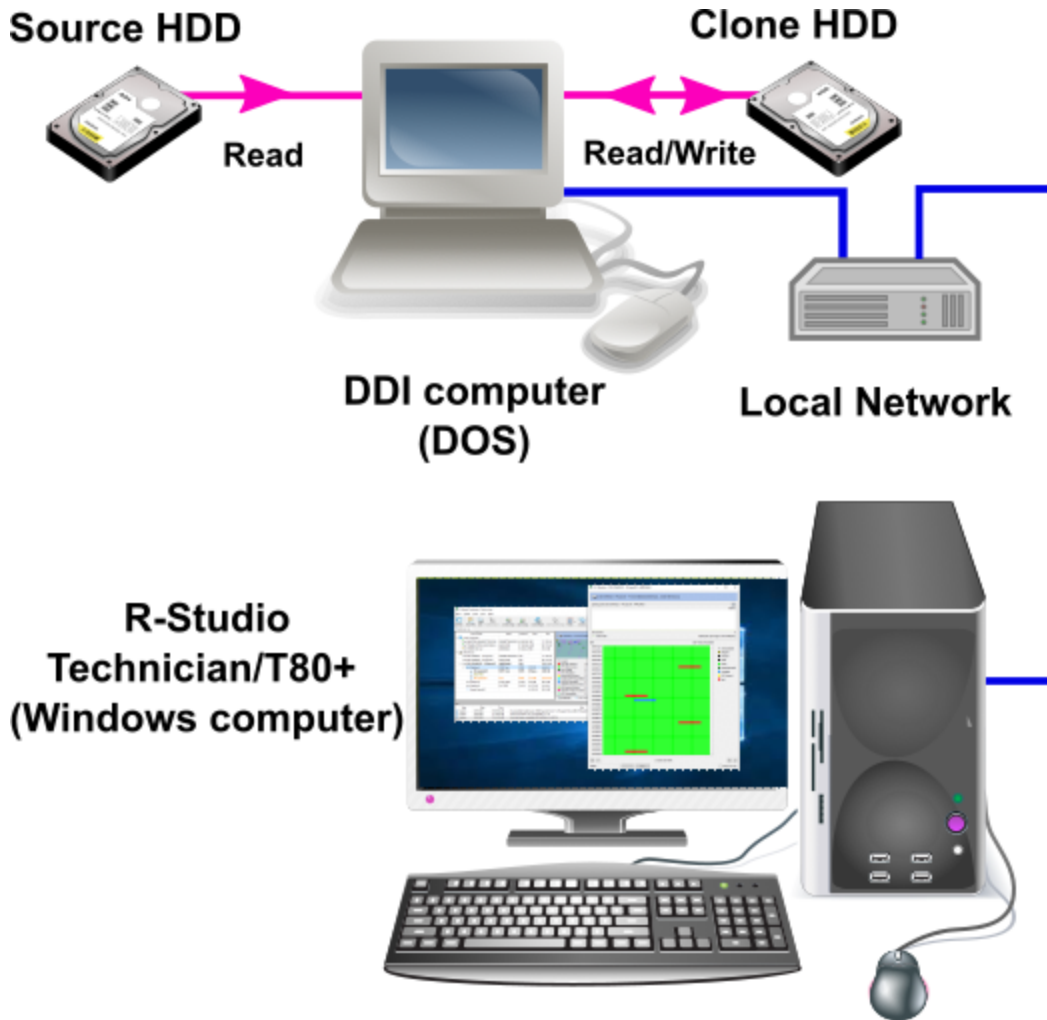 Source HDD
Clone HDD
Read
Read/Write
DDI computer
(DOS)
Local Network
R-Studio
Technician/T80+
(Windows computer)